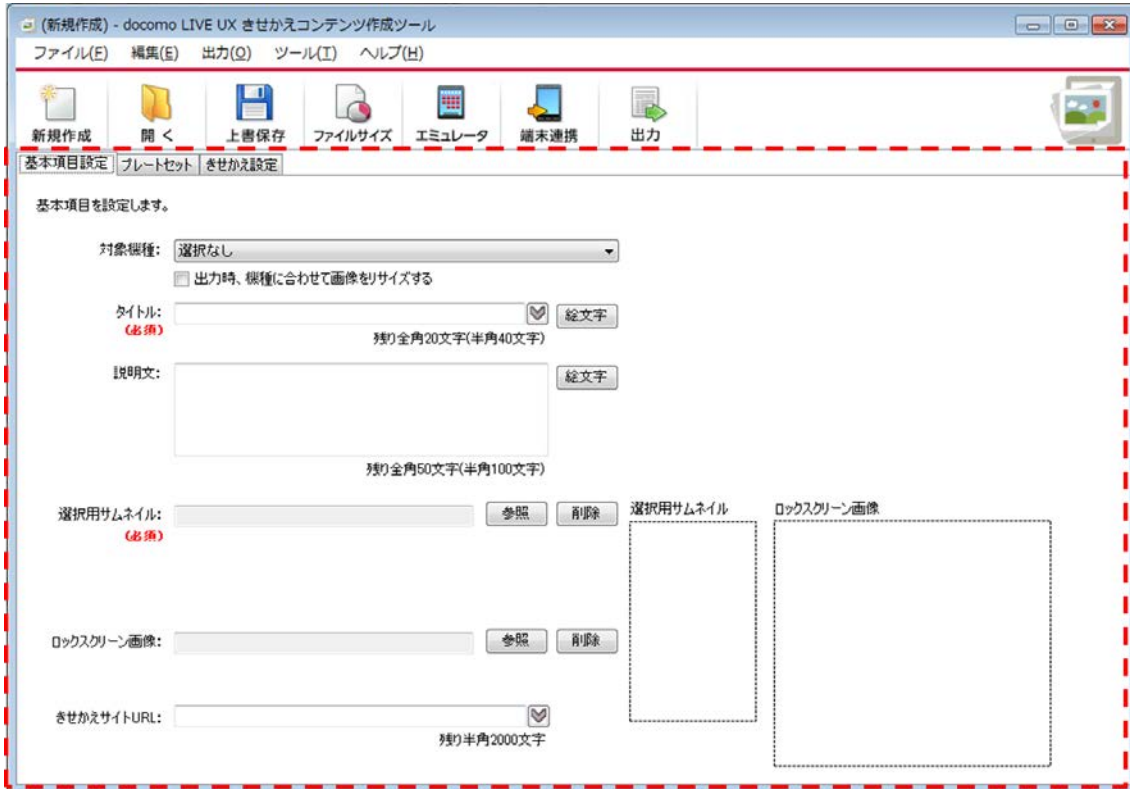 (新規作成) - docomo LIVE UX きせかえコンテンツ作成ツール
ファイル(F) 編集(E) 出力(O) ツール(T) ヘルプ(H)
新規作成 開く 上書保存 ファイルサイズ エミュレータ 端末連携 出力
基本項目設定 プレートセット きせかえ設定
基本項目を設定します。
対象機種: 選択なし
出力時、機種に合わせて画像をリサイズする
タイトル: 絵文字
(必須)
残り全角20文字(半角40文字)
説明文: 絵文字
残り全角50文字(半角100文字)
選択用サムネイル: 参照 削除 選択用サムネイル ロックスクリーン画像
(必須)
ロックスクリーン画像: 参照 削除
きせかえサイトURL:
残り半角2000文字